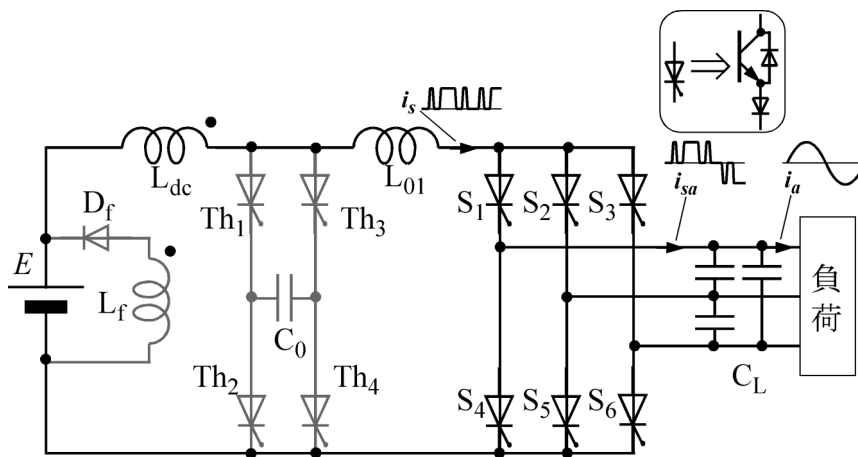 i_s
i_sa
i_a
L_dc
L_01
D_f
Th_1
Th_3
S_1
S_2
S_3
E
L_f
C_0
負荷
Th_2
Th_4
S_4
S_5
S_6
C_L